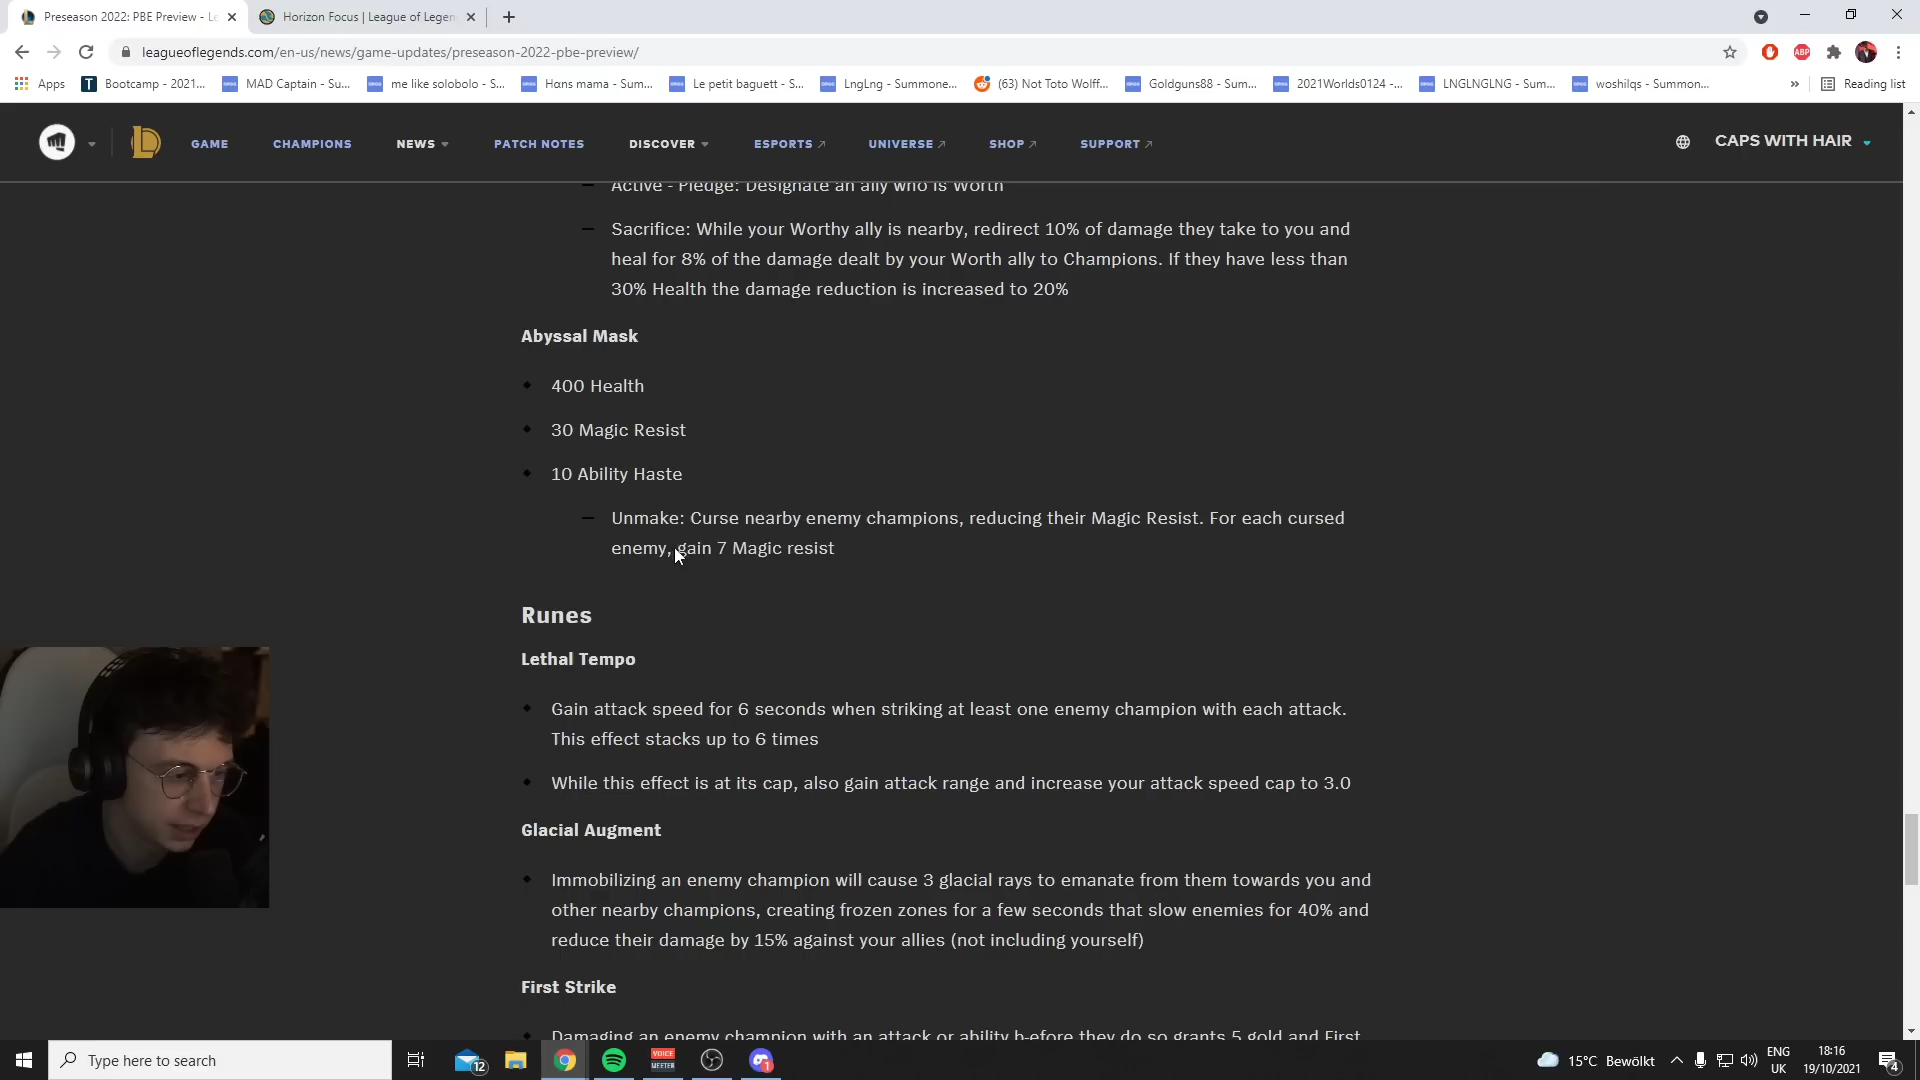 Preseason 2022: PBE Preview - Le
Horizon Focus | League of Legen
leagueoflegends.com/en-us/news/game-updates/preseason-2022-pbe-preview/
ABP
Apps
Bootcamp - 2021...
MAD Captain - Su...
me like solobolo - S...
Hans mama - Sum...
Le petit baguett - S...
LngLng - Summone...
(63) Not Toto Wolff...
Goldguns88 - Sum...
2021Worlds0124 -...
LNGLNGLNG - Sum...
woshilqs - Summon...
Reading list
GAME
CHAMPIONS
NEWS
PATCH NOTES
DISCOVER
ESPORTS
UNIVERSE
SHOP
SUPPORT
CAPS WITH HAIR
Active - Pledge: Designate an ally who is Worth
Sacrifice: While your Worthy ally is nearby, redirect 10% of damage they take to you and
heal for 8% of the damage dealt by your Worth ally to Champions. If they have less than
30% Health the damage reduction is increased to 20%
Abyssal Mask
400 Health
30 Magic Resist
10 Ability Haste
Unmake: Curse nearby enemy champions, reducing their Magic Resist. For each cursed
enemy, gain 7 Magic resist
Runes
Lethal Tempo
Gain attack speed for 6 seconds when striking at least one enemy champion with each attack.
This effect stacks up to 6 times
While this effect is at its cap, also gain attack range and increase your attack speed cap to 3.0
Glacial Augment
Immobilizing an enemy champion will cause 3 glacial rays to emanate from them towards you and
other nearby champions, creating frozen zones for a few seconds that slow enemies for 40% and
reduce their damage by 15% against your allies (not including yourself)
First Strike
Damaging an enemy champion with an attack or ability b-efore they do so grants 5 gold and First
Type here to search
12
VOICE
MEETER
1
15°C Bewölkt
ENG
UK
18:16
19/10/2021
4